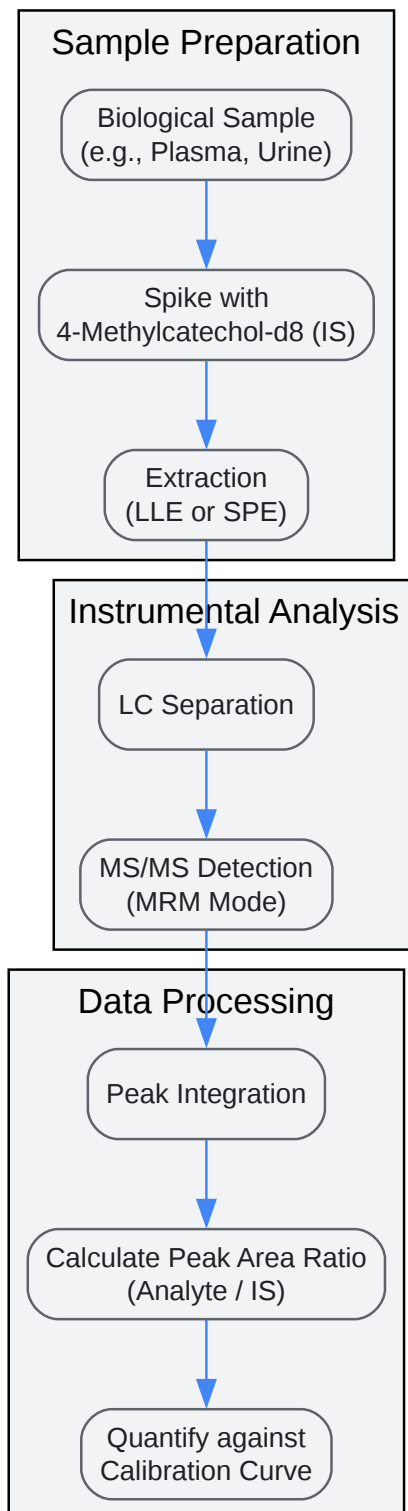 Sample Preparation
Biological Sample
(e.g., Plasma, Urine)
Spike with
4-Methylcatechol-d8 (IS)
Extraction
(LLE or SPE)
Instrumental Analysis
LC Separation
MS/MS Detection
(MRM Mode)
Data Processing
Peak Integration
Calculate Peak Area Ratio
(Analyte / IS)
Quantify against
Calibration Curve